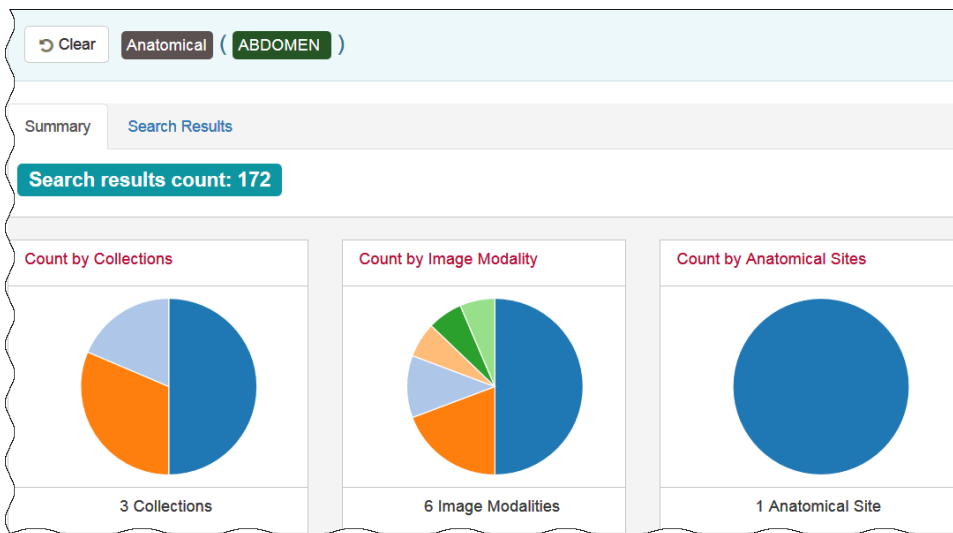 Clear Anatomical ( ABDOMEN )
Summary Search Results
Search results count: 172
Count by Collections
Count by Image Modality
Count by Anatomical Sites
3 Collections
6 Image Modalities
1 Anatomical Site